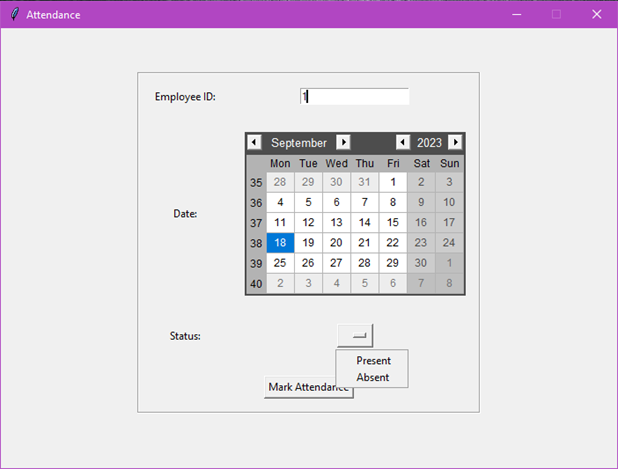 Attendance
Employee ID: 1
September 2023
Mon Tue Wed Thu Fri Sat Sun
35 28 29 30 31 1 2 3
36 4 5 6 7 8 9 10
37 11 12 13 14 15 16 17
38 18 19 20 21 22 23 24
39 25 26 27 28 29 30 1
40 2 3 4 5 6 7 8
Date:
Status:
Present
Absent
Mark Attendance